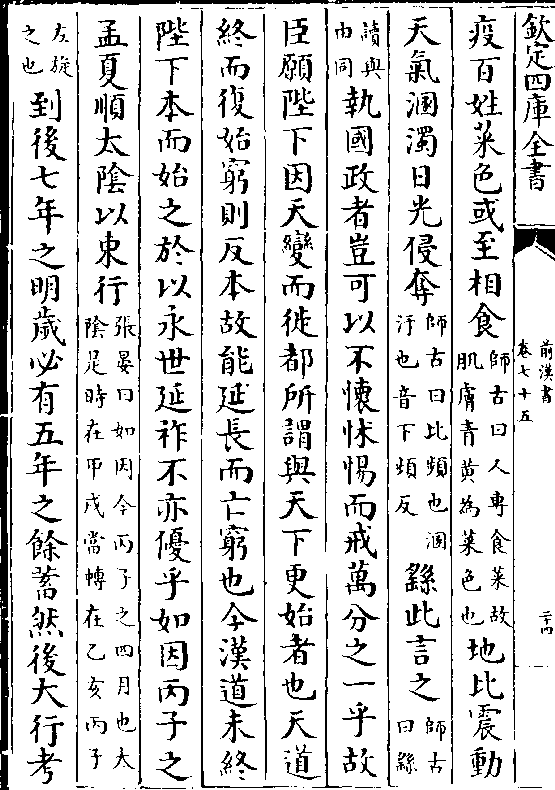 欽定四庫全書
前漢書
卷七十五
二十四
疫百姓菜色或至相食師古曰人專食菜故肌膚青黄為菜色也地比震動
天氣溷濁日光侵奪師古曰比頻也溷汙也音下頻反繇此言之師古曰繇
讀與由同執國政者豈可以不懷怵惕而戒萬分之一乎故
臣願陛下因天變而徙都所謂與天下更始者也天道
終而復始窮則反本故能延長而亡窮也今漢道未終
陛下本而始之於以永世延祚不亦優乎如因丙子之
孟夏順太陰以東行張晏曰如因今丙子之四月也太陰是時在甲戌當轉在乙亥丙子
左旋之也到後七年之明歲必有五年之餘蓄然後大行考